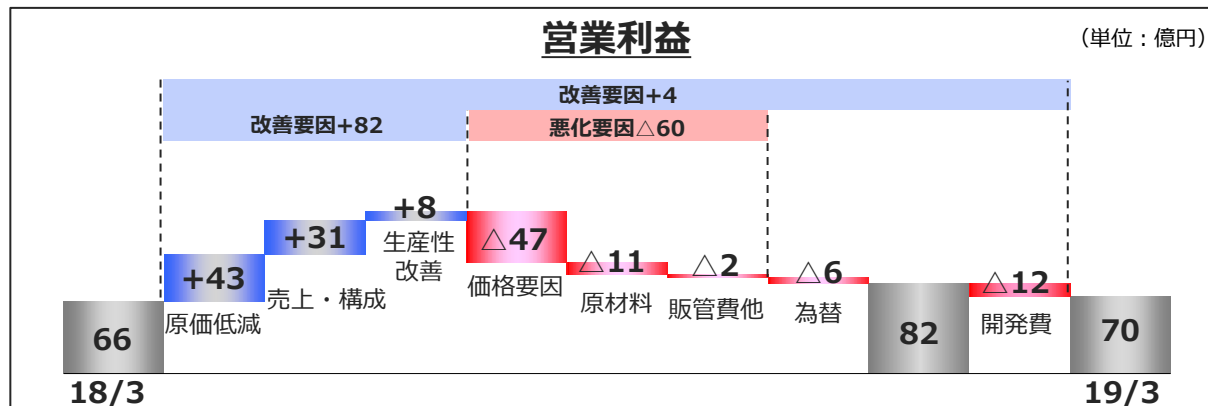 営業利益
（単位：億円）
改善要因+4
改善要因+82
悪化要因△60
66
+43
+31
+8
△47
△11
△2
△6
82
△12
70
原価低減
売上・構成
生産性
改善
価格要因
原材料
販管費他
為替
開発費
18/3
19/3